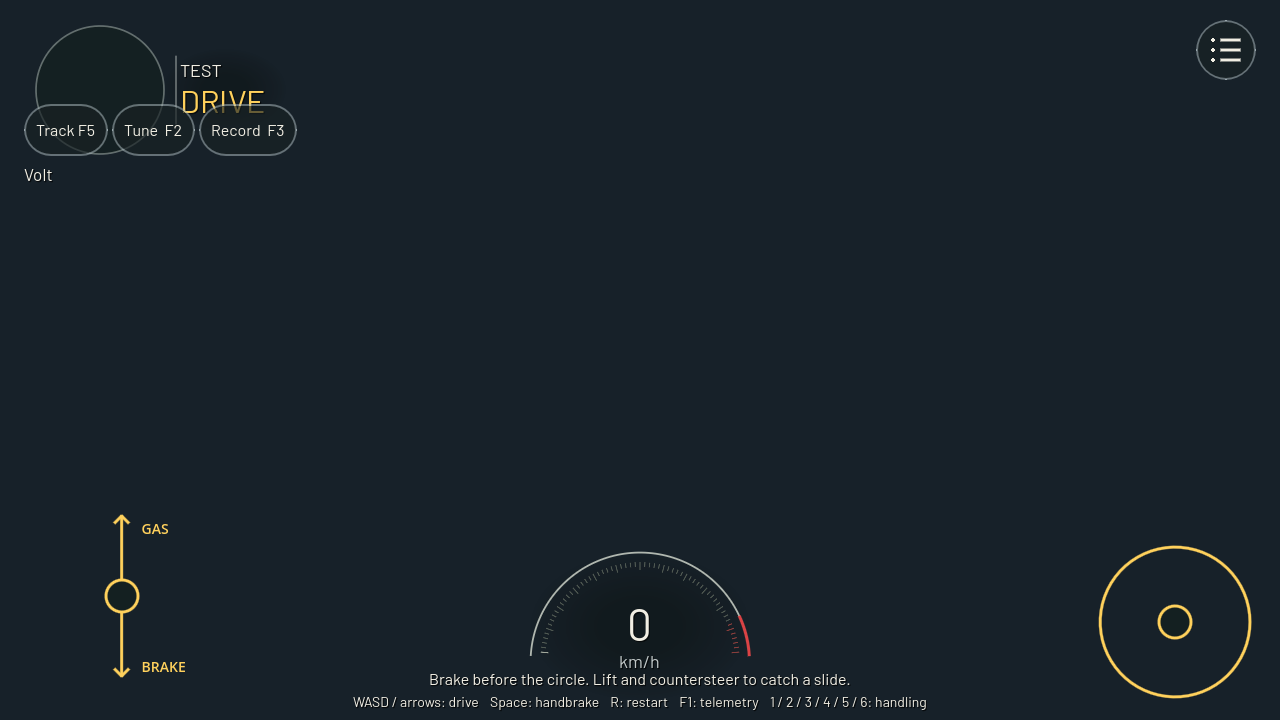 TEST
DRIVE
Track F5 Tune F2 Record F3
Volt
GAS
BRAKE
0
km/h
Brake before the circle. Lift and countersteer to catch a slide.
WASD / arrows: drive Space: handbrake R: restart F1: telemetry 1 / 2 / 3 / 4 / 5 / 6: handling